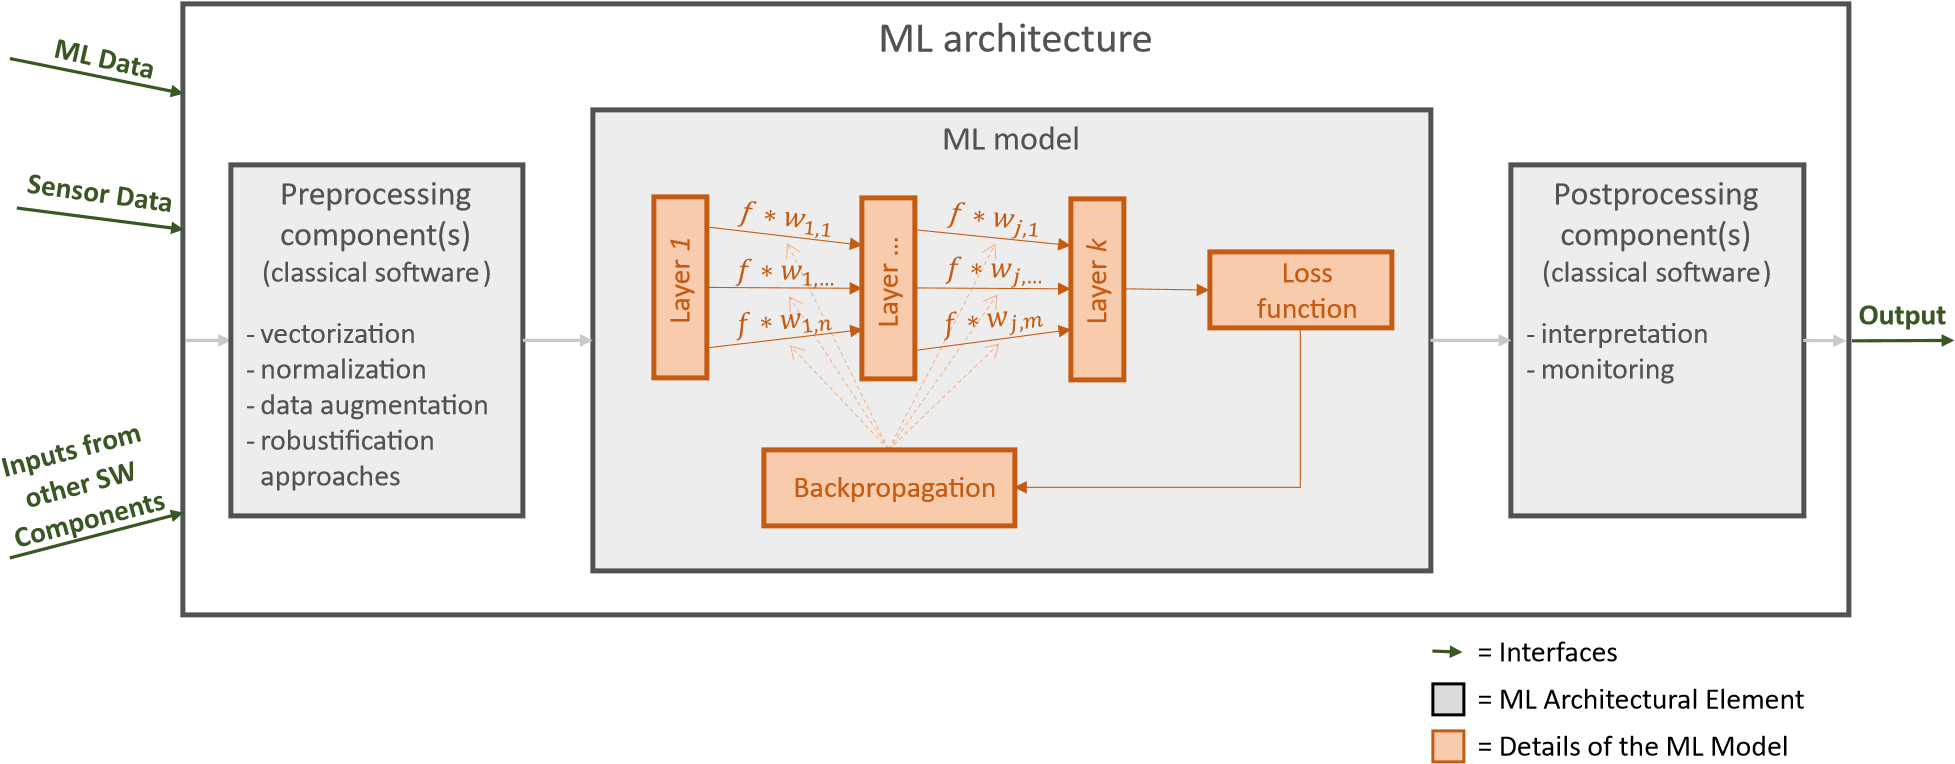 ML architecture
ML Data
Sensor Data
Inputs from
other SW
Components
Preprocessing
component(s)
(classical software)
- vectorization
- normalization
- data augmentation
- robustification
approaches
ML model
Layer 1
f * w1,1
f * w1,...
f * w1,n
Layer ...
f * wj,1
f * wj,...
f * wj,m
Layer k
Loss
function
Backpropagation
Postprocessing
component(s)
(classical software)
- interpretation
- monitoring
Output
= Interfaces
= ML Architectural Element
= Details of the ML Model